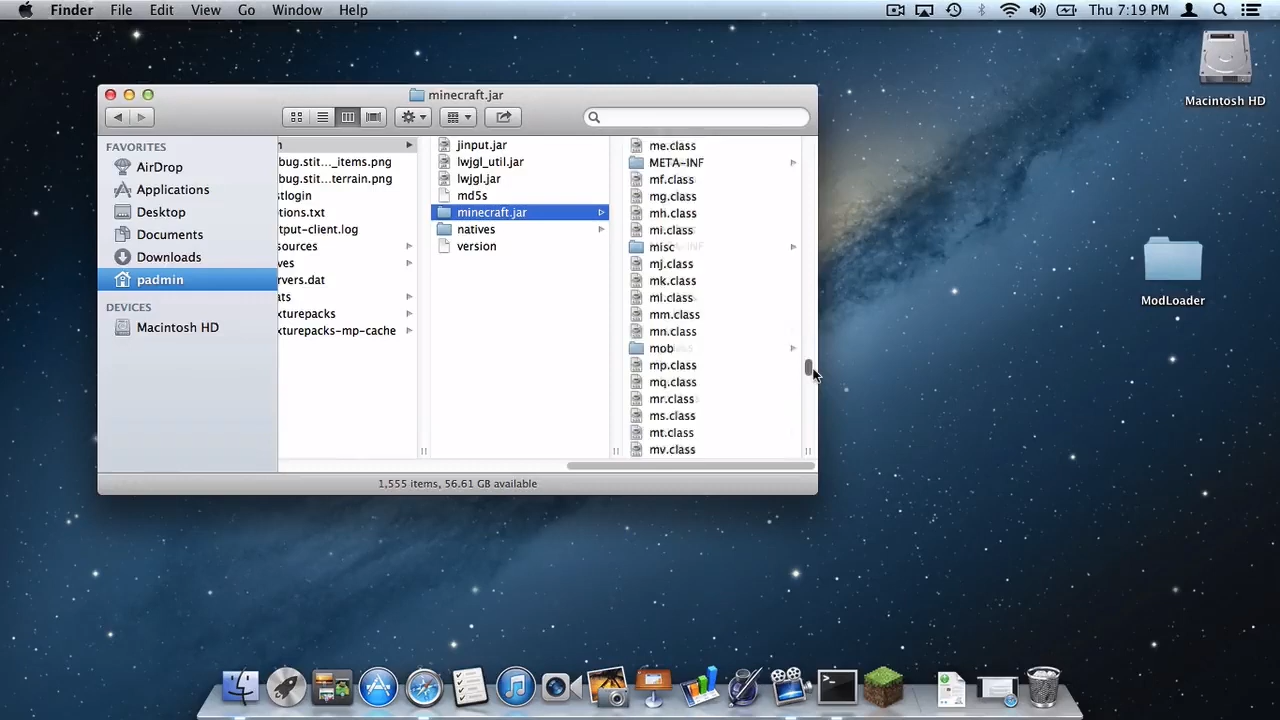 Finder File Edit View Go Window Help
Thu 7:19 PM
Macintosh HD
ModLoader
minecraft.jar
FAVORITES
AirDrop
Applications
Desktop
Documents
Downloads
padmin
DEVICES
Macintosh HD
bug.stit..._items.png
bug.stit...terrain.png
stlogin
tions.txt
tput-client.log
sources
ves
rvers.dat
ats
xturepacks
xturepacks-mp-cache
jinput.jar
lwjgl_util.jar
lwjgl.jar
md5s
minecraft.jar
natives
version
me.class
META-INF
mf.class
mg.class
mh.class
mi.class
misc
mj.class
mk.class
ml.class
mm.class
mn.class
mob
mp.class
mq.class
mr.class
ms.class
mt.class
mv.class
1,555 items, 56.61 GB available